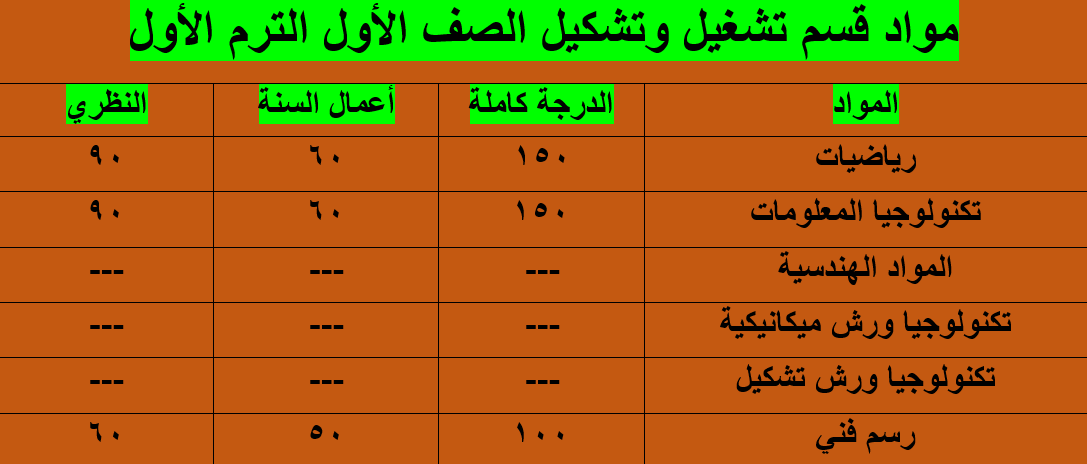 مواد قسم تشغيل وتشكيل الصف الأول الترم الأول
المواد الدرجة كاملة أعمال السنة النظري
رياضيات ١٥٠ ٦٠ ٩٠
تكنولوجيا المعلومات ١٥٠ ٦٠ ٩٠
المواد الهندسية --- --- ---
تكنولوجيا ورش ميكانيكية --- --- ---
تكنولوجيا ورش تشكيل --- --- ---
رسم فني ١٠٠ ٥٠ ٦٠